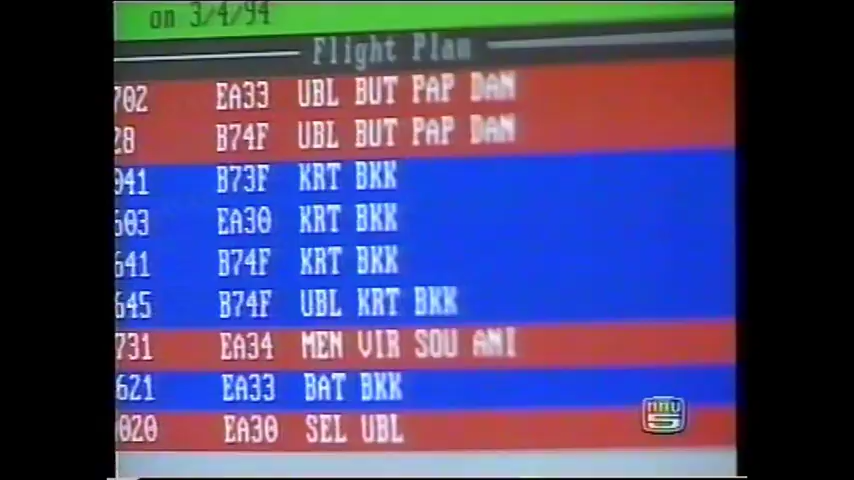 on 3/4/94
Flight Plan
702 EA33 UBL BUT PAP DAN
28 B74F UBL BUT PAP DAN
041 B73F KRT BKK
603 EA30 KRT BKK
641 B74F KRT BKK
645 B74F UBL KRT BKK
731 EA34 MEN VIR SOU ANI
621 EA33 BAT BKK
020 EA30 SEL UBL
5